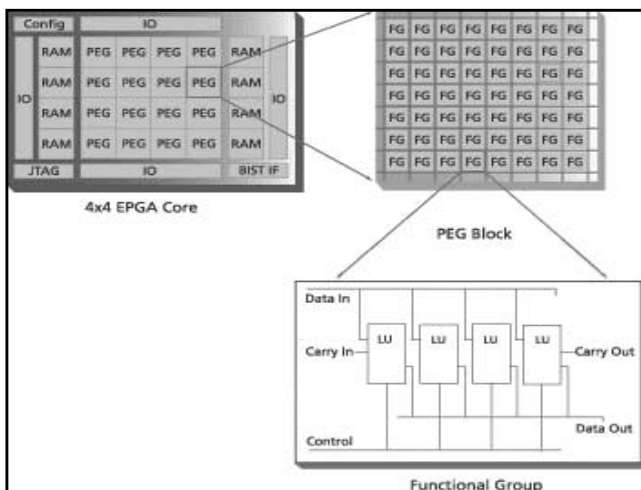 Config IO
RAM PEG PEG PEG PEG RAM
RAM PEG PEG PEG PEG RAM
IO IO
RAM PEG PEG PEG PEG RAM
RAM PEG PEG PEG PEG RAM
JTAG IO BIST IF
4x4 EPGA Core
FG FG FG FG FG FG FG FG
FG FG FG FG FG FG FG FG
FG FG FG FG FG FG FG FG
FG FG FG FG FG FG FG FG
FG FG FG FG FG FG FG FG
FG FG FG FG FG FG FG FG
FG FG FG FG FG FG FG FG
PEG Block
Data In
LU LU LU LU
Carry In Carry Out
Data Out
Control
Functional Group